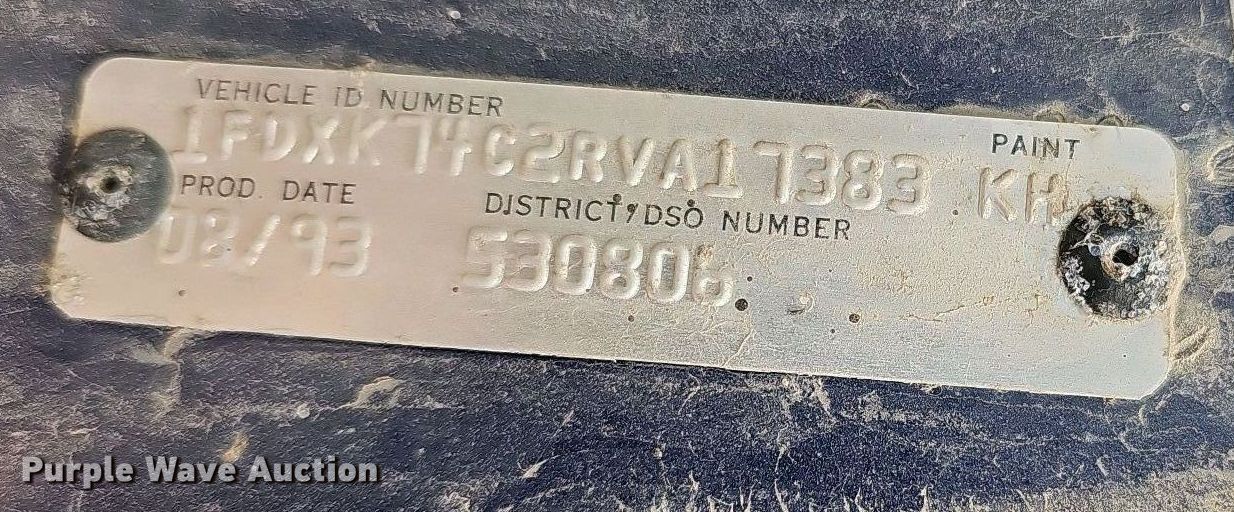 VEHICLE ID NUMBER
1FDXK74C2RVA17383
PAINT
KH
PROD. DATE
08/93
DISTRICT/DSO NUMBER
530806
Purple Wave Auction